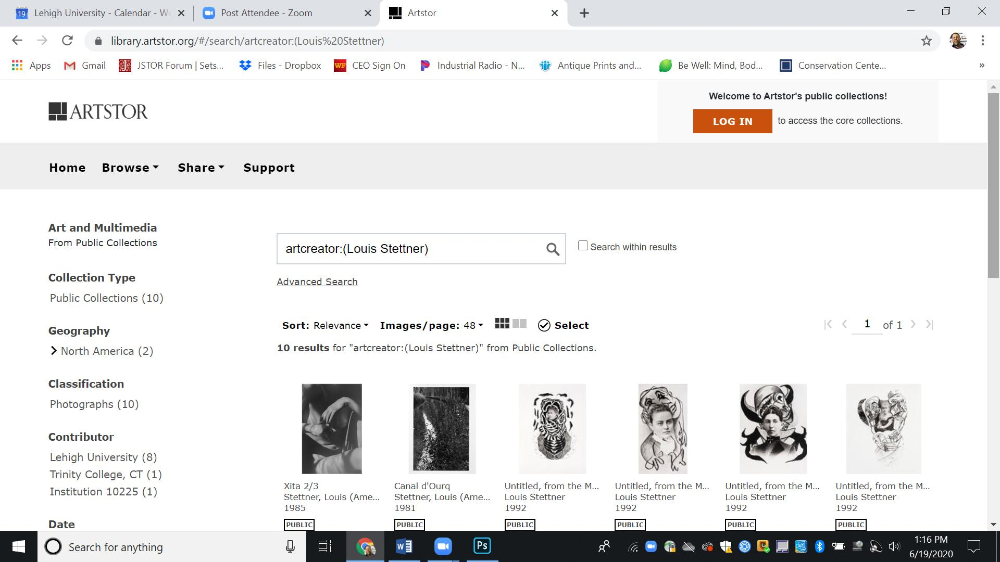 Lehigh University - Calendar - We
Post Attendee - Zoom
Artstor
library.artstor.org/#/search/artcreator:(Louis%20Stettner)
Apps
Gmail
JSTOR Forum | Sets...
Files - Dropbox
CEO Sign On
Industrial Radio - N...
Antique Prints and...
Be Well: Mind, Bod...
Conservation Cente...
»
Welcome to Artstor's public collections!
ARTSTOR
LOG IN to access the core collections.
Home Browse Share Support
Art and Multimedia
From Public Collections
Collection Type
Public Collections (10)
Geography
North America (2)
Classification
Photographs (10)
Contributor
Lehigh University (8)
Trinity College, CT (1)
Institution 10225 (1)
Date
artcreator:(Louis Stettner)
Search within results
Advanced Search
Sort: Relevance Images/page: 48 Select
1 of 1
10 results for "artcreator:(Louis Stettner)" from Public Collections.
Xita 2/3
Stettner, Louis (Ame...
1985
PUBLIC
Canal d'Ourq
Stettner, Louis (Ame...
1981
PUBLIC
Untitled, from the M...
Louis Stettner
1992
PUBLIC
Untitled, from the M...
Louis Stettner
1992
PUBLIC
Untitled, from the M...
Louis Stettner
1992
PUBLIC
Untitled, from the M...
Louis Stettner
1992
PUBLIC
Search for anything
Ps
1:16 PM
6/19/2020